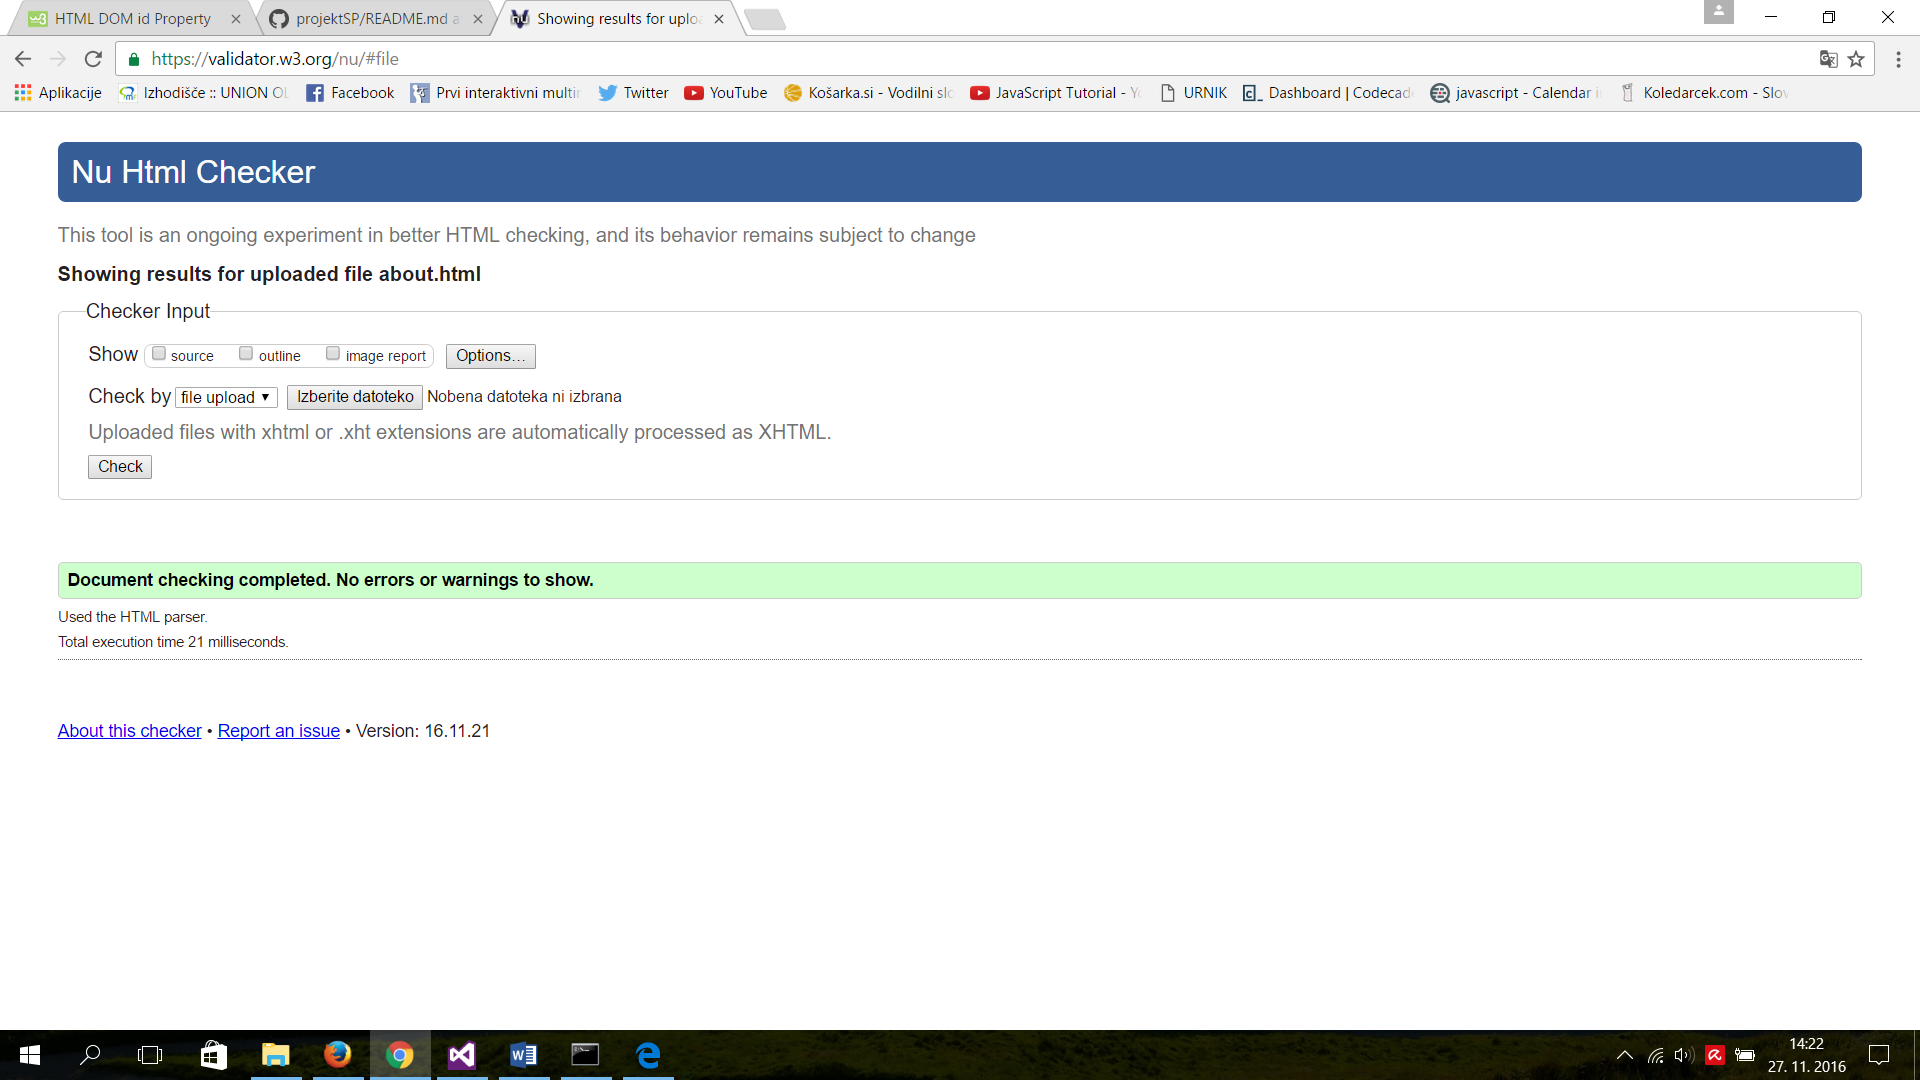 HTML DOM id Property
projektSP/README.md
Showing results for uplo
https://validator.w3.org/nu/#file
Aplikacije Izhodišče :: UNION Facebook Prvi interaktivni Twitter YouTube Košarka.si - Vodilni JavaScript Tutorial - URNIK Dashboard | Codecad javascript - Calendar Koledarcek.com - Slov
Nu Html Checker
This tool is an ongoing experiment in better HTML checking, and its behavior remains subject to change
Showing results for uploaded file about.html
Checker Input
Show source outline image report Options...
Check by file upload Izberite datoteko Nobena datoteka ni izbrana
Uploaded files with xhtml or .xht extensions are automatically processed as XHTML.
Check
Document checking completed. No errors or warnings to show.
Used the HTML parser.
Total execution time 21 milliseconds.
About this checker • Report an issue • Version: 16.11.21
14:22
27. 11. 2016